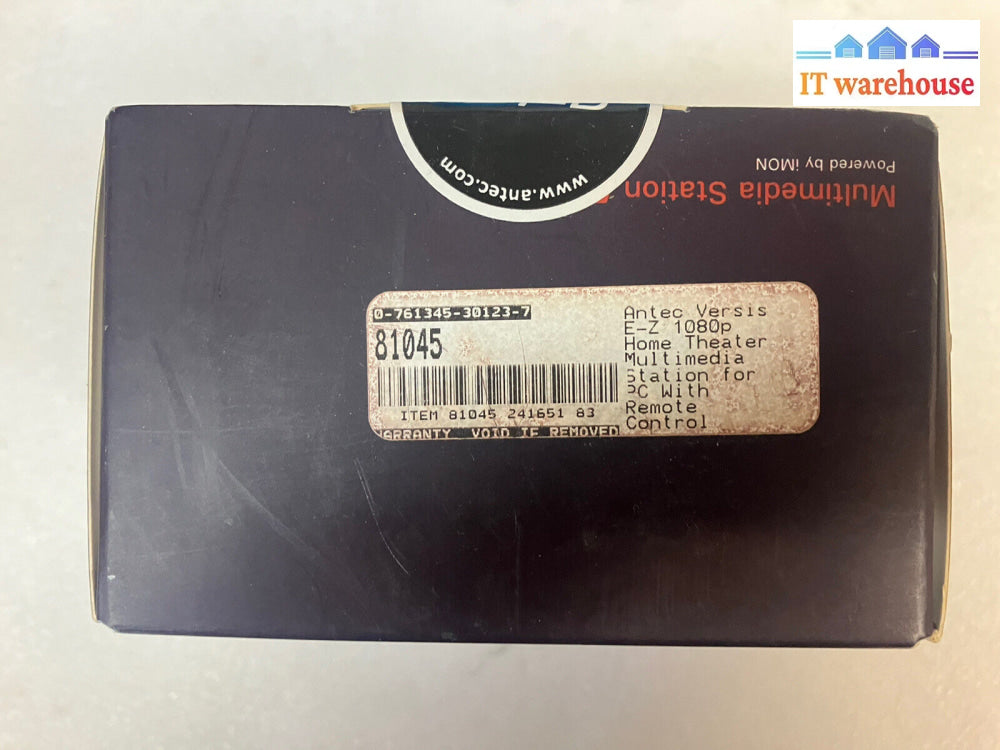 IT warehouse
www.antec.com
Multimedia Station
Powered by iMON
0-761345-30123-7
81045
ITEM 81045 241651 83
ARRANTY VOID IF REMOVED
Antec Versis
E-Z 1080p
Home Theater
Multimedia
Station for
PC With
Remote
Control